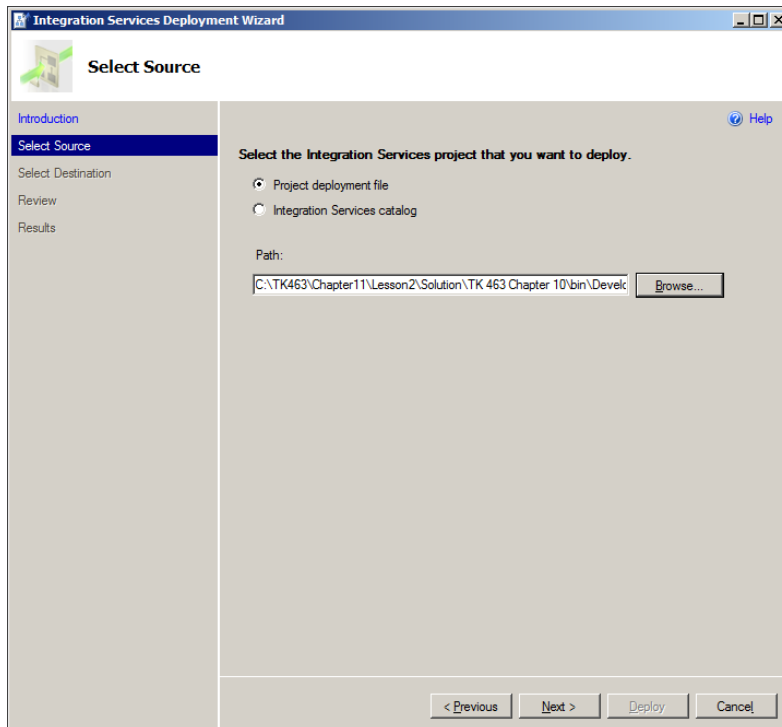 Integration Services Deployment Wizard
Select Source
Introduction
Select Source
Select Destination
Review
Results
Help
Select the Integration Services project that you want to deploy.
Project deployment file
Integration Services catalog
Path:
C:\TK463\Chapter11\Lesson2\Solution\TK 463 Chapter 10\bin\Develc
Browse...
< Previous
Next >
Deploy
Cancel